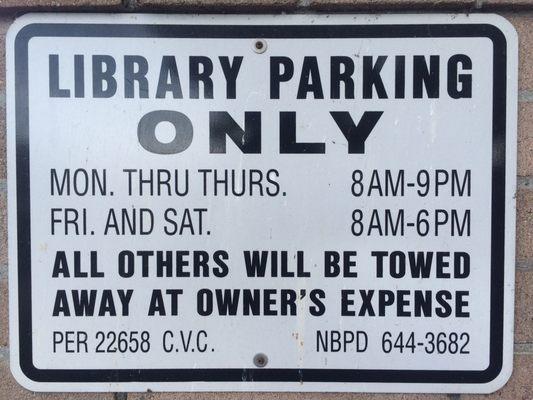 LIBRARY PARKING
ONLY
MON. THRU THURS. 8AM-9PM
FRI. AND SAT. 8AM-6PM
ALL OTHERS WILL BE TOWED
AWAY AT OWNER'S EXPENSE
PER 22658 C.V.C. NBPD 644-3682